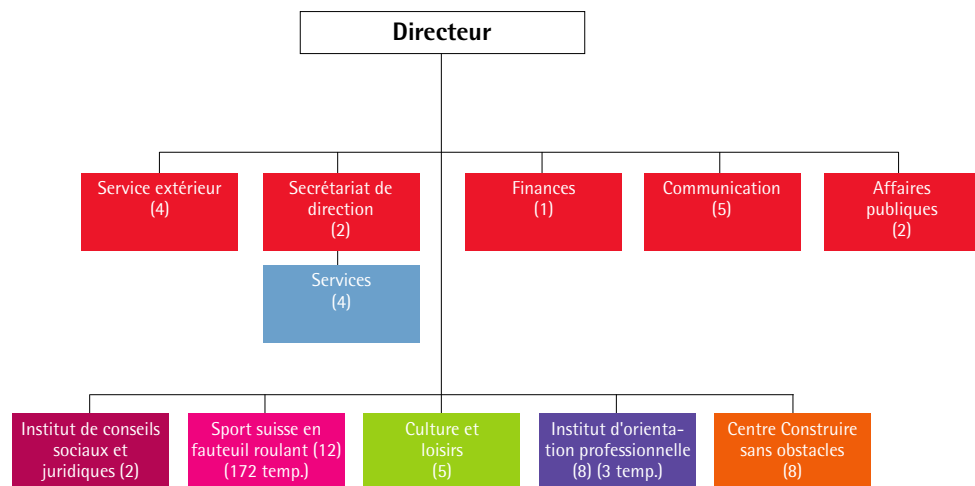 Directeur
Service extérieur
(4)
Secrétariat de
direction
(2)
Finances
(1)
Communication
(5)
Affaires
publiques
(2)
Services
(4)
Institut de conseils
sociaux et
juridiques (2)
Sport suisse en
fauteuil roulant (12)
(172 temp.)
Culture et
loisirs
(5)
Institut d'orienta-
tion professionelle
(8) (3 temp.)
Centre Construire
sans obstacles
(8)